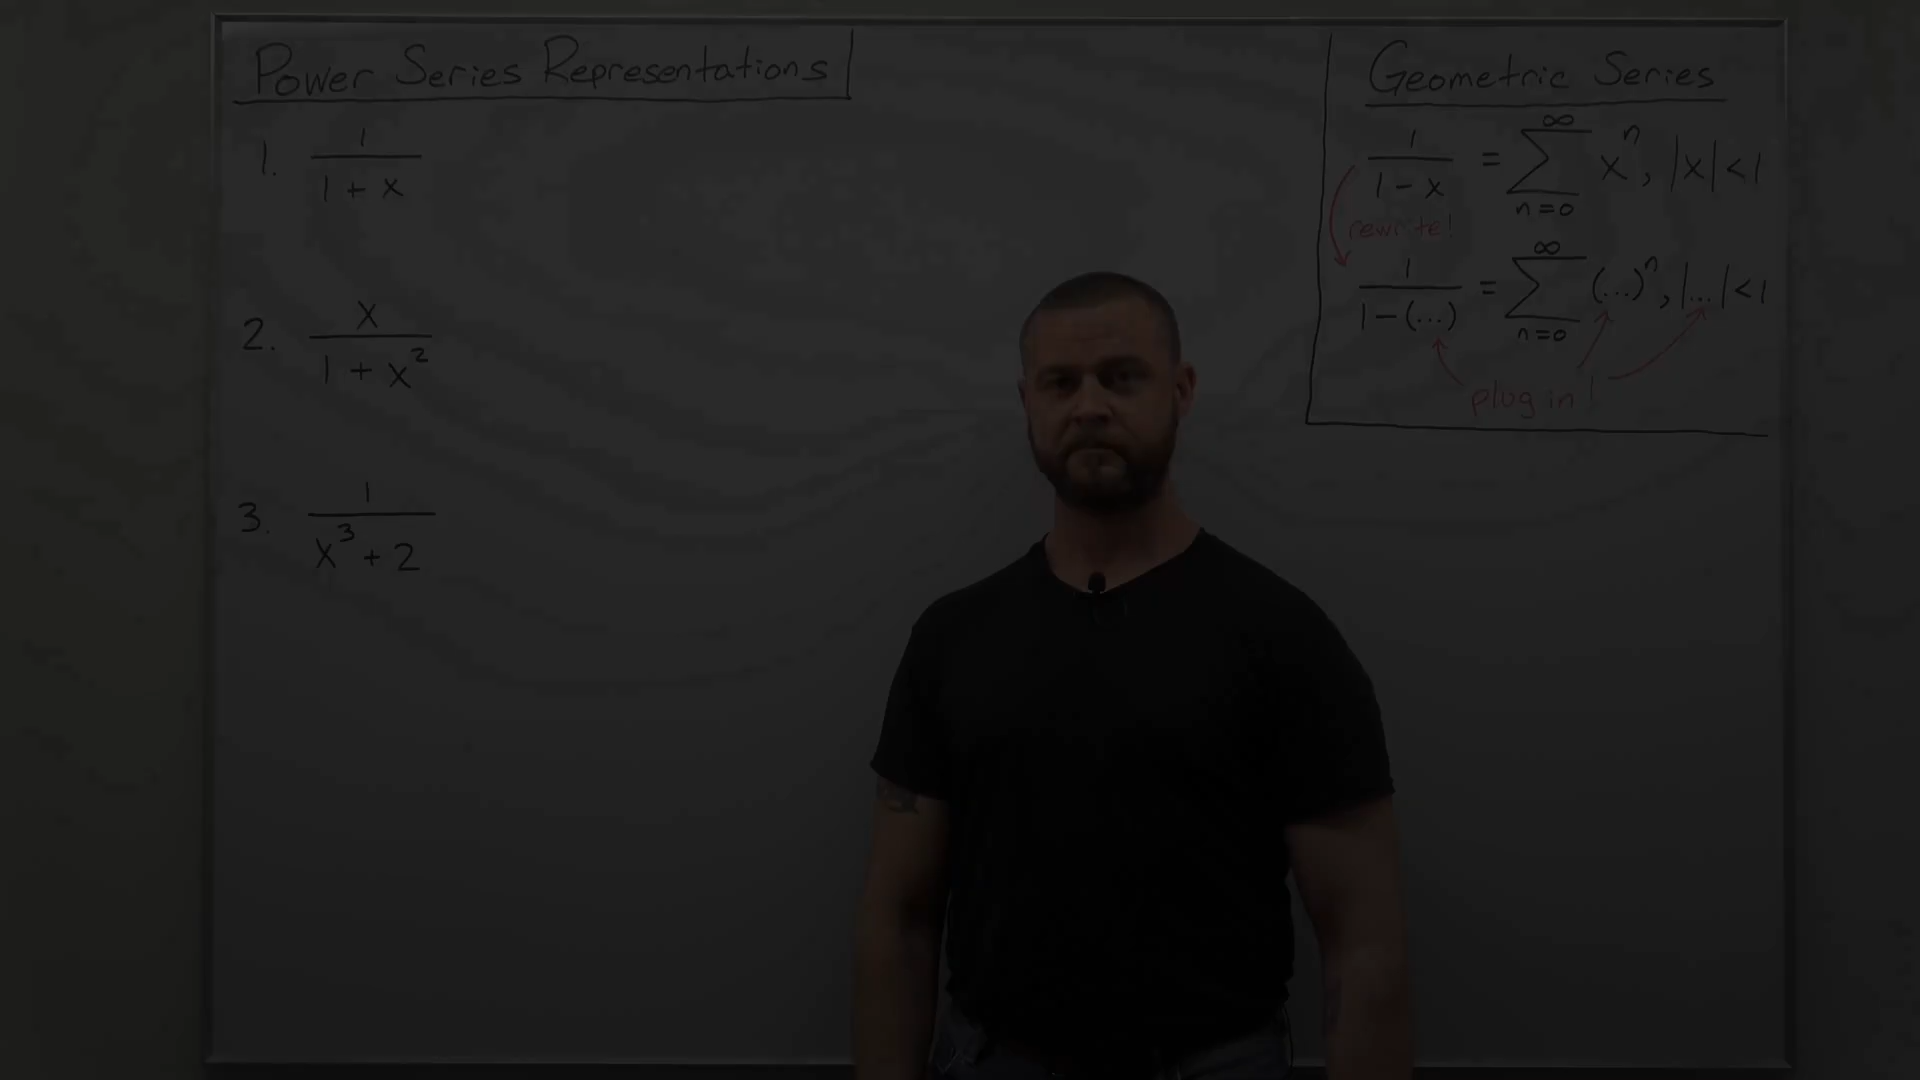 Power Series Representations
1. 1/(1 + x)
2. x/(1 + x²)
3. 1/(x³ + 2)
Geometric Series
1/(1 - x) = ∑_{n=0}^{∞} xⁿ, |x| < 1
rewrite!
1/(1 - (...)) = ∑_{n=0}^{∞} (...)ⁿ, |...| < 1
plug in!